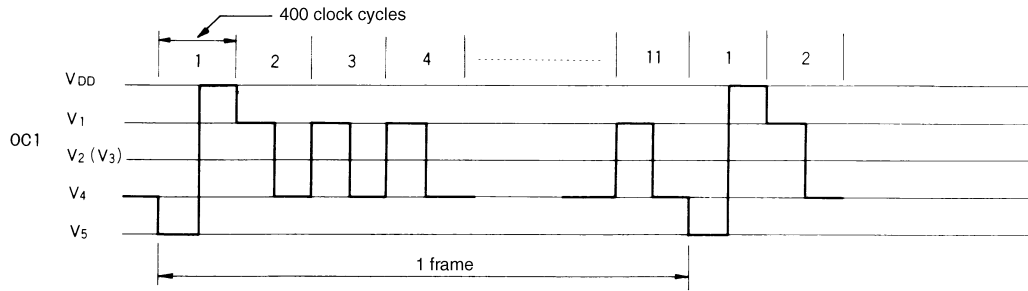 400 clock cycles
1 2 3 4 11 1 2
VDD
V1
OC1
V2 (V3)
V4
V5
1 frame